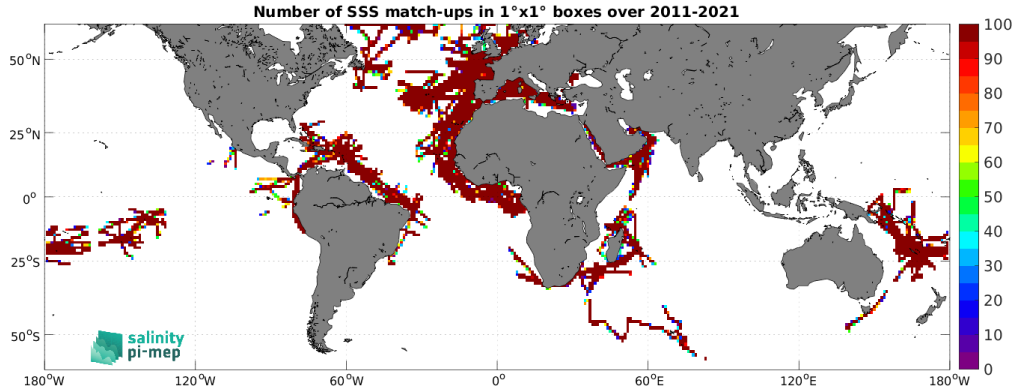 Number of SSS match-ups in 1°x1° boxes over 2011-2021
50°N
25°N
0°
25°S
50°S
180°W 120°W 60°W 0° 60°E 120°E 180°W
100
90
80
70
60
50
40
30
20
10
0
salinity
pi-mep